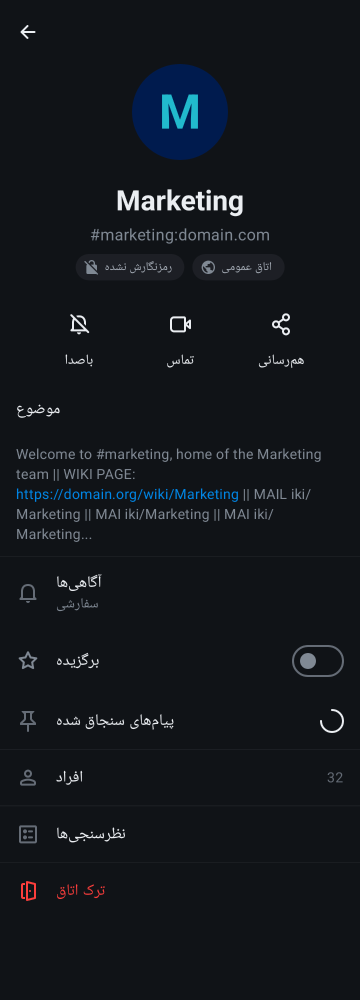 M
Marketing
#marketing:domain.com
اتاق عمومی
رمزنگارش نشده
باصدا
تماس
هم‌رسانی
موضوع
Welcome to #marketing, home of the Marketing
team || WIKI PAGE:
https://domain.org/wiki/Marketing || MAIL iki/
Marketing || MAI iki/Marketing || MAI iki/
Marketing...
آگاهی‌ها
سفارشی
برگزیده
پیام‌های سنجاق شده
افراد 32
نظرسنجی‌ها
ترک اتاق